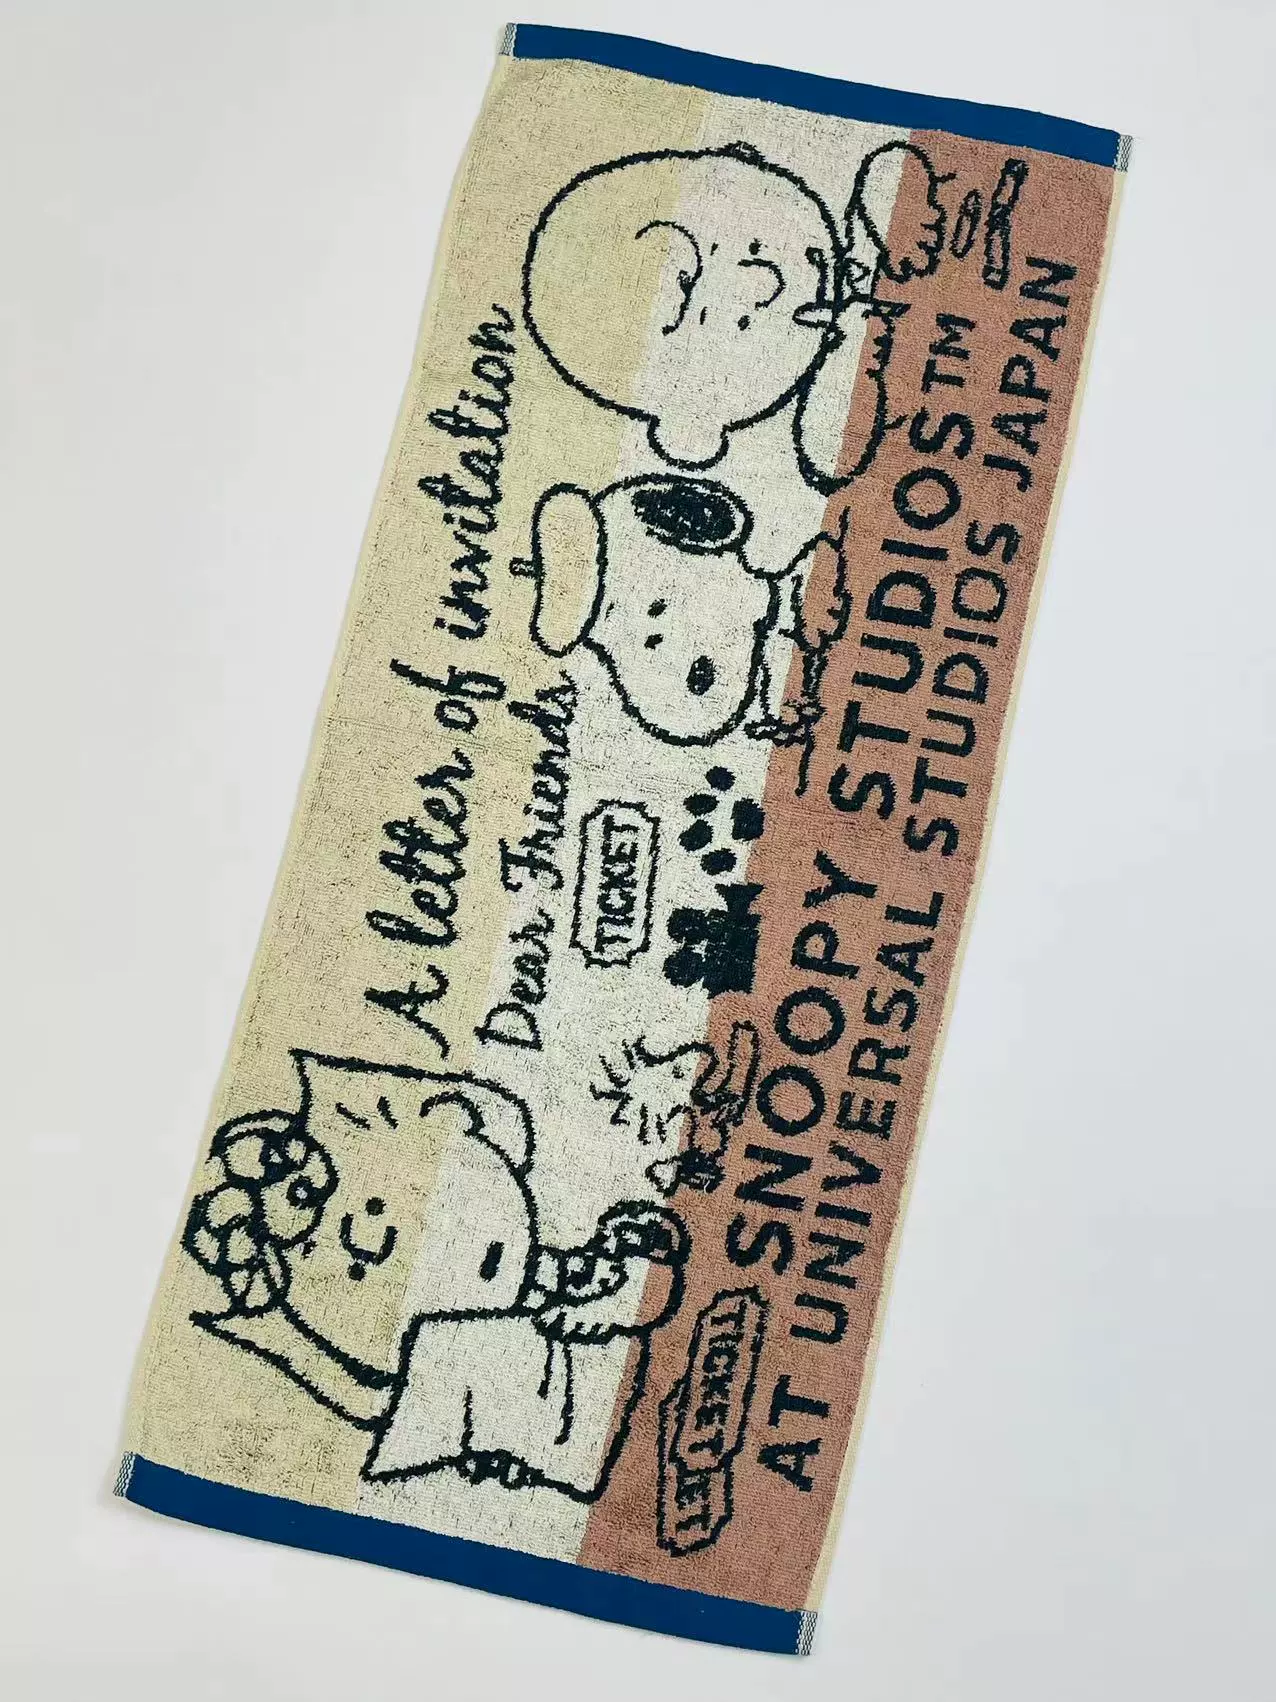 A letter of invitation
Dear Friends
TICKET
TICKET
SNOOPY STUDIOS™
AT UNIVERSAL STUDIOS JAPAN